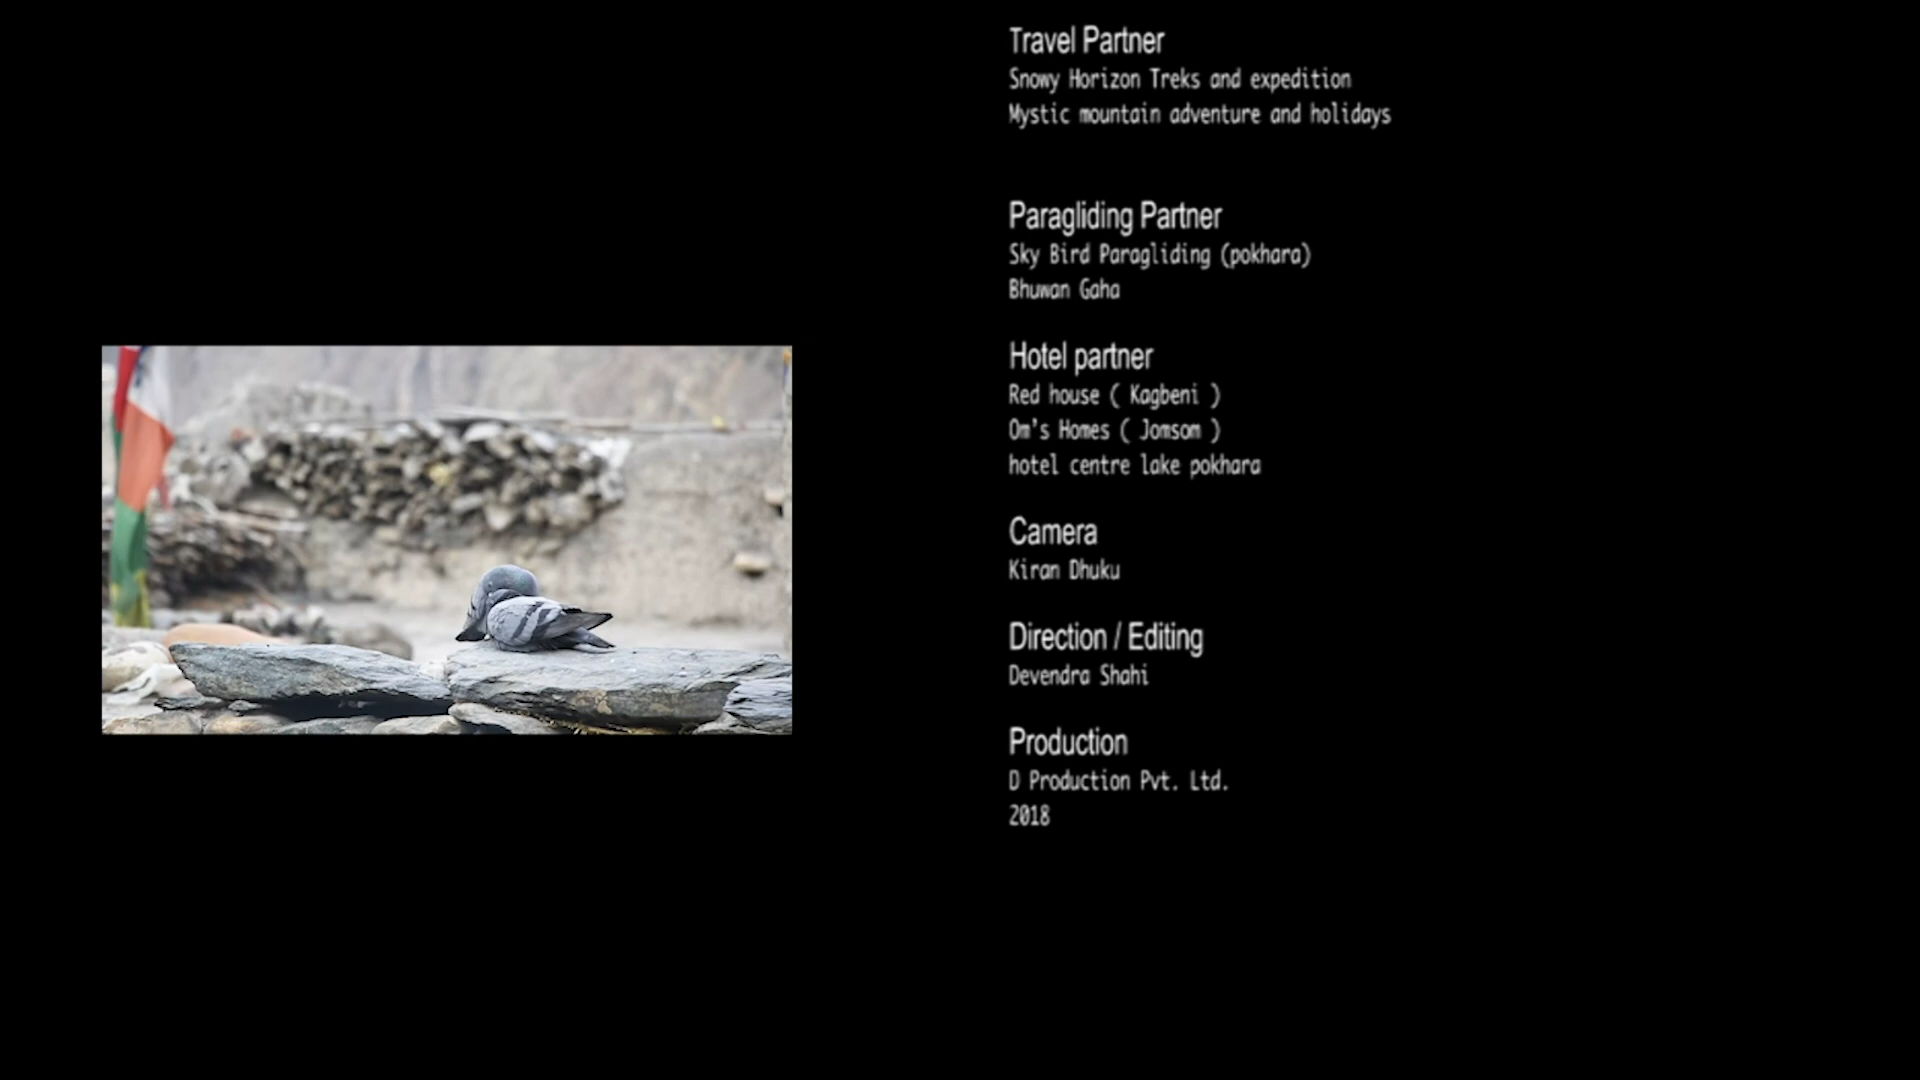 Travel Partner
Snowy Horizon Treks and expedition
Mystic mountain adventure and holidays
Paragliding Partner
Sky Bird Paragliding (pokhara)
Bhuwan Gaha
Hotel partner
Red house ( Kagbeni )
Om's Homes ( Jomsom )
hotel centre lake pokhara
Camera
Kiran Dhuku
Direction / Editing
Devendra Shahi
Production
D Production Pvt. Ltd.
2018